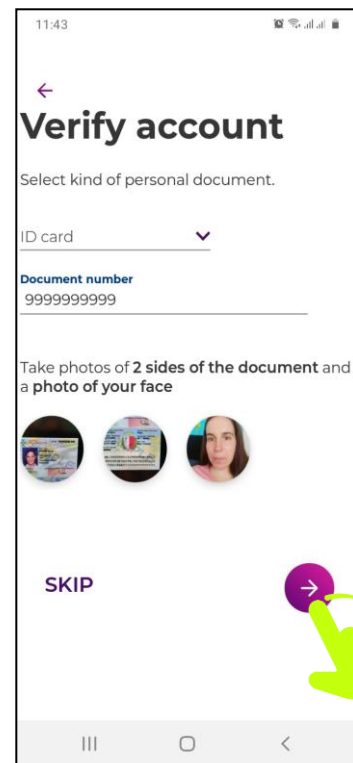 11:43
Verify account
Select kind of personal document.
ID card
Document number
9999999999
Take photos of 2 sides of the document and
a photo of your face
SKIP